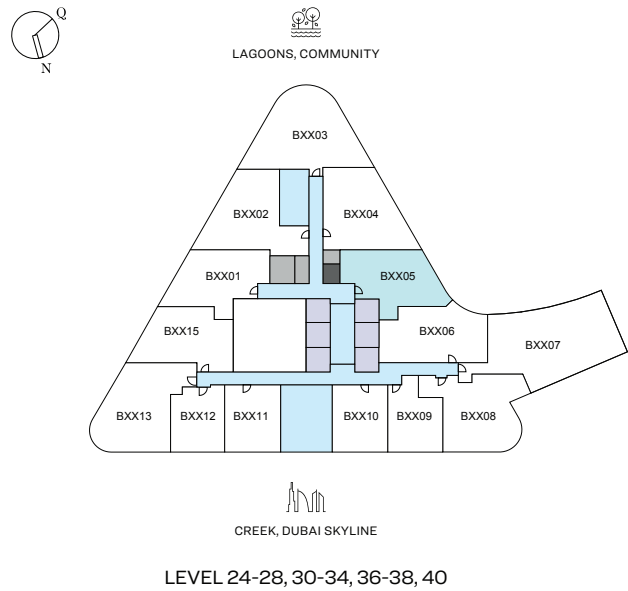 Q
N
LAGOONS, COMMUNITY
BXX03
BXX02
BXX04
BXX01
BXX05
BXX15
BXX06
BXX07
BXX13
BXX12
BXX11
BXX10
BXX09
BXX08
CREEK, DUBAI SKYLINE
LEVEL 24-28, 30-34, 36-38, 40